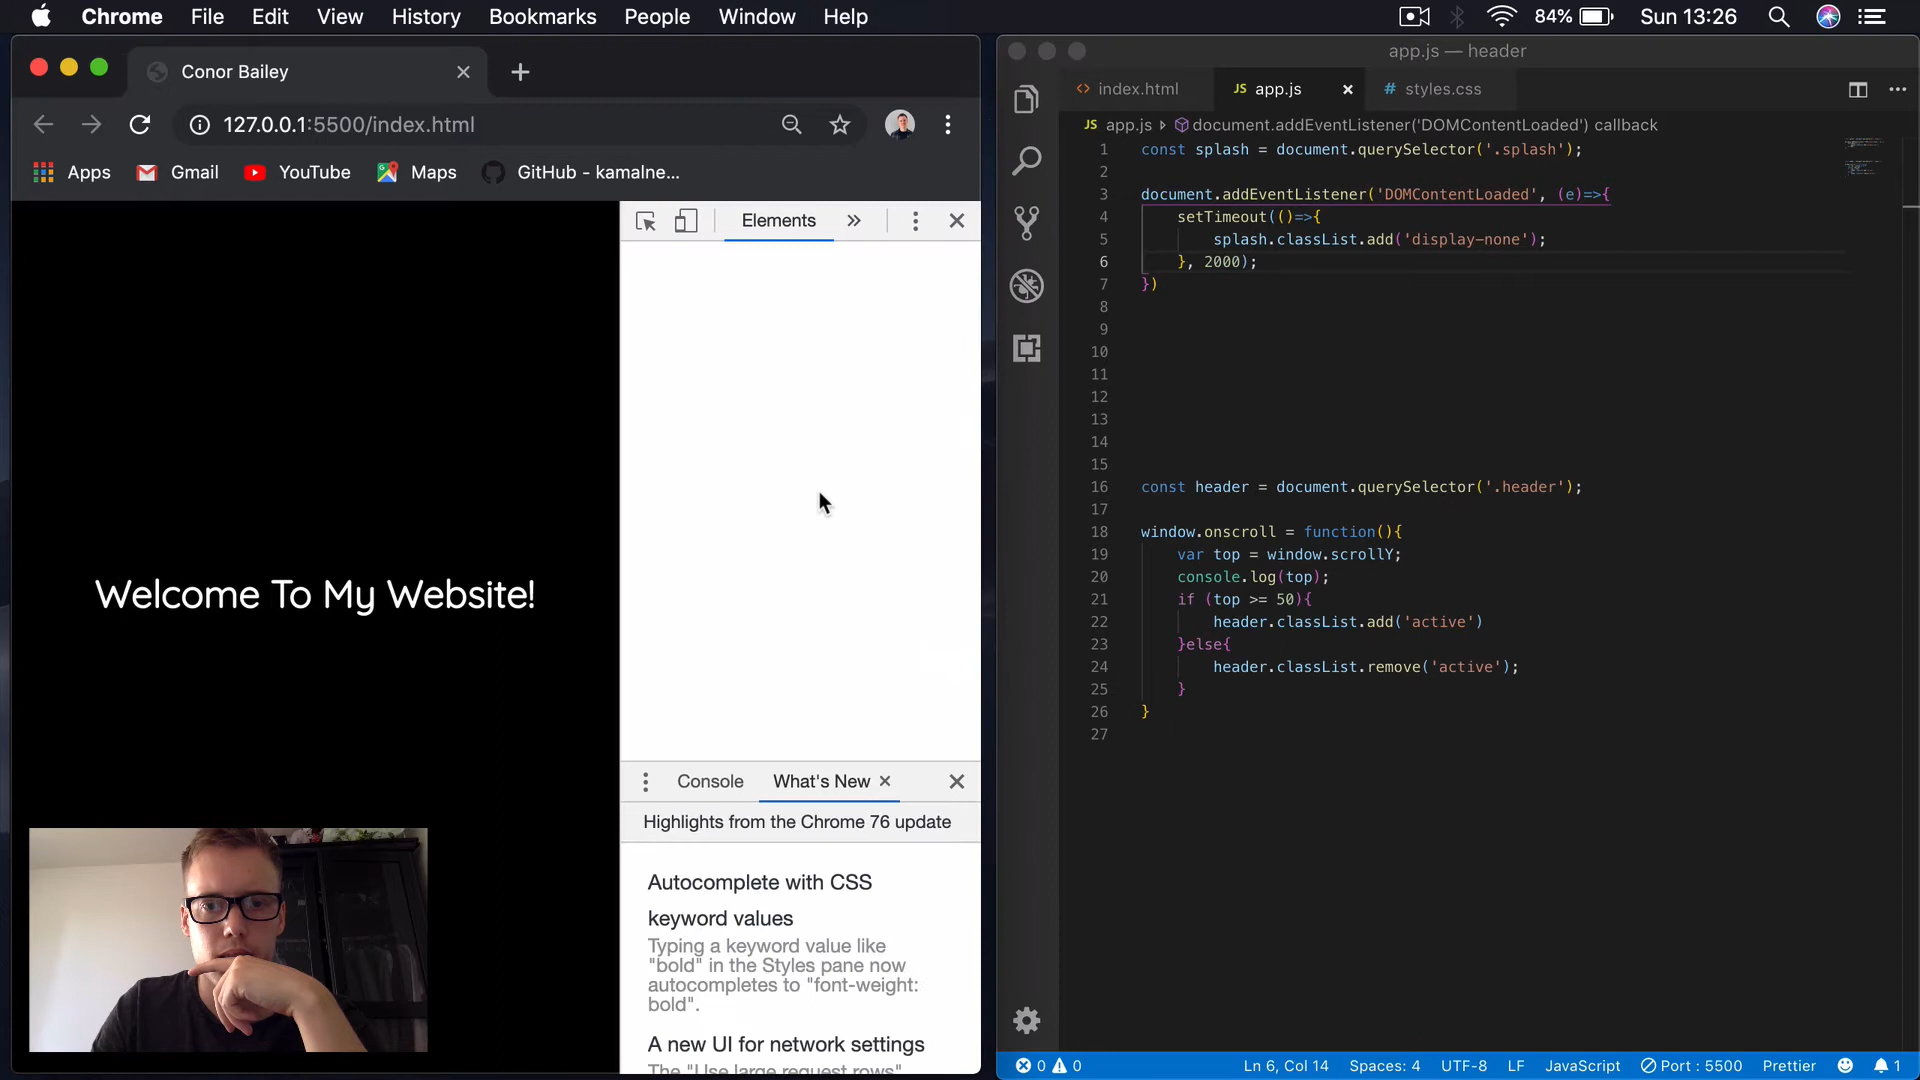 Chrome File Edit View History Bookmarks People Window Help 84% Sun 13:26
Conor Bailey
127.0.0.1:5500/index.html
Apps Gmail YouTube Maps GitHub - kamalne...
Elements
Welcome To My Website!
Console What's New
Highlights from the Chrome 76 update
Autocomplete with CSS
keyword values
Typing a keyword value like
"bold" in the Styles pane now
autocompletes to "font-weight:
bold".
A new UI for network settings
The "Use large request rows"
app.js — header
<> index.html JS app.js # styles.css
JS app.js document.addEventListener('DOMContentLoaded') callback
1 const splash = document.querySelector('.splash');
2
3 document.addEventListener('DOMContentLoaded', (e)=>{
4 setTimeout(()=>{
5 splash.classList.add('display-none');
6 }, 2000);
7 })
8
9
10
11
12
13
14
15
16 const header = document.querySelector('.header');
17
18 window.onscroll = function(){
19 var top = window.scrollY;
20 console.log(top);
21 if (top >= 50){
22 header.classList.add('active')
23 }else{
24 header.classList.remove('active');
25 }
26 }
27
0 0 Ln 6, Col 14 Spaces: 4 UTF-8 LF JavaScript Port : 5500 Prettier 1